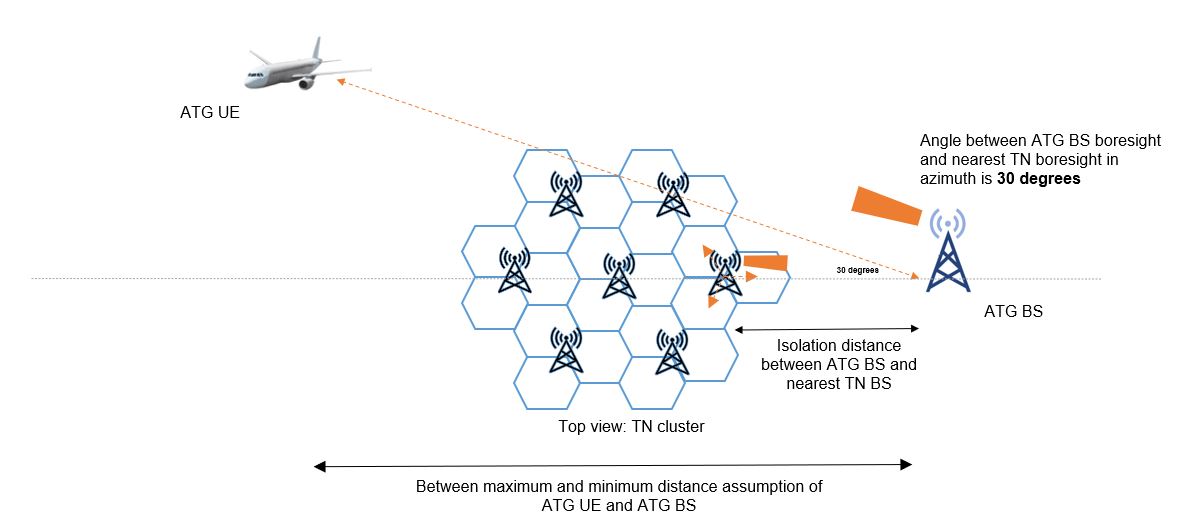 ATG UE
Angle between ATG BS boresight
and nearest TN boresight in
azimuth is 30 degrees
30 degrees
ATG BS
Isolation distance
between ATG BS and
nearest TN BS
Top view: TN cluster
Between maximum and minimum distance assumption of
ATG UE and ATG BS